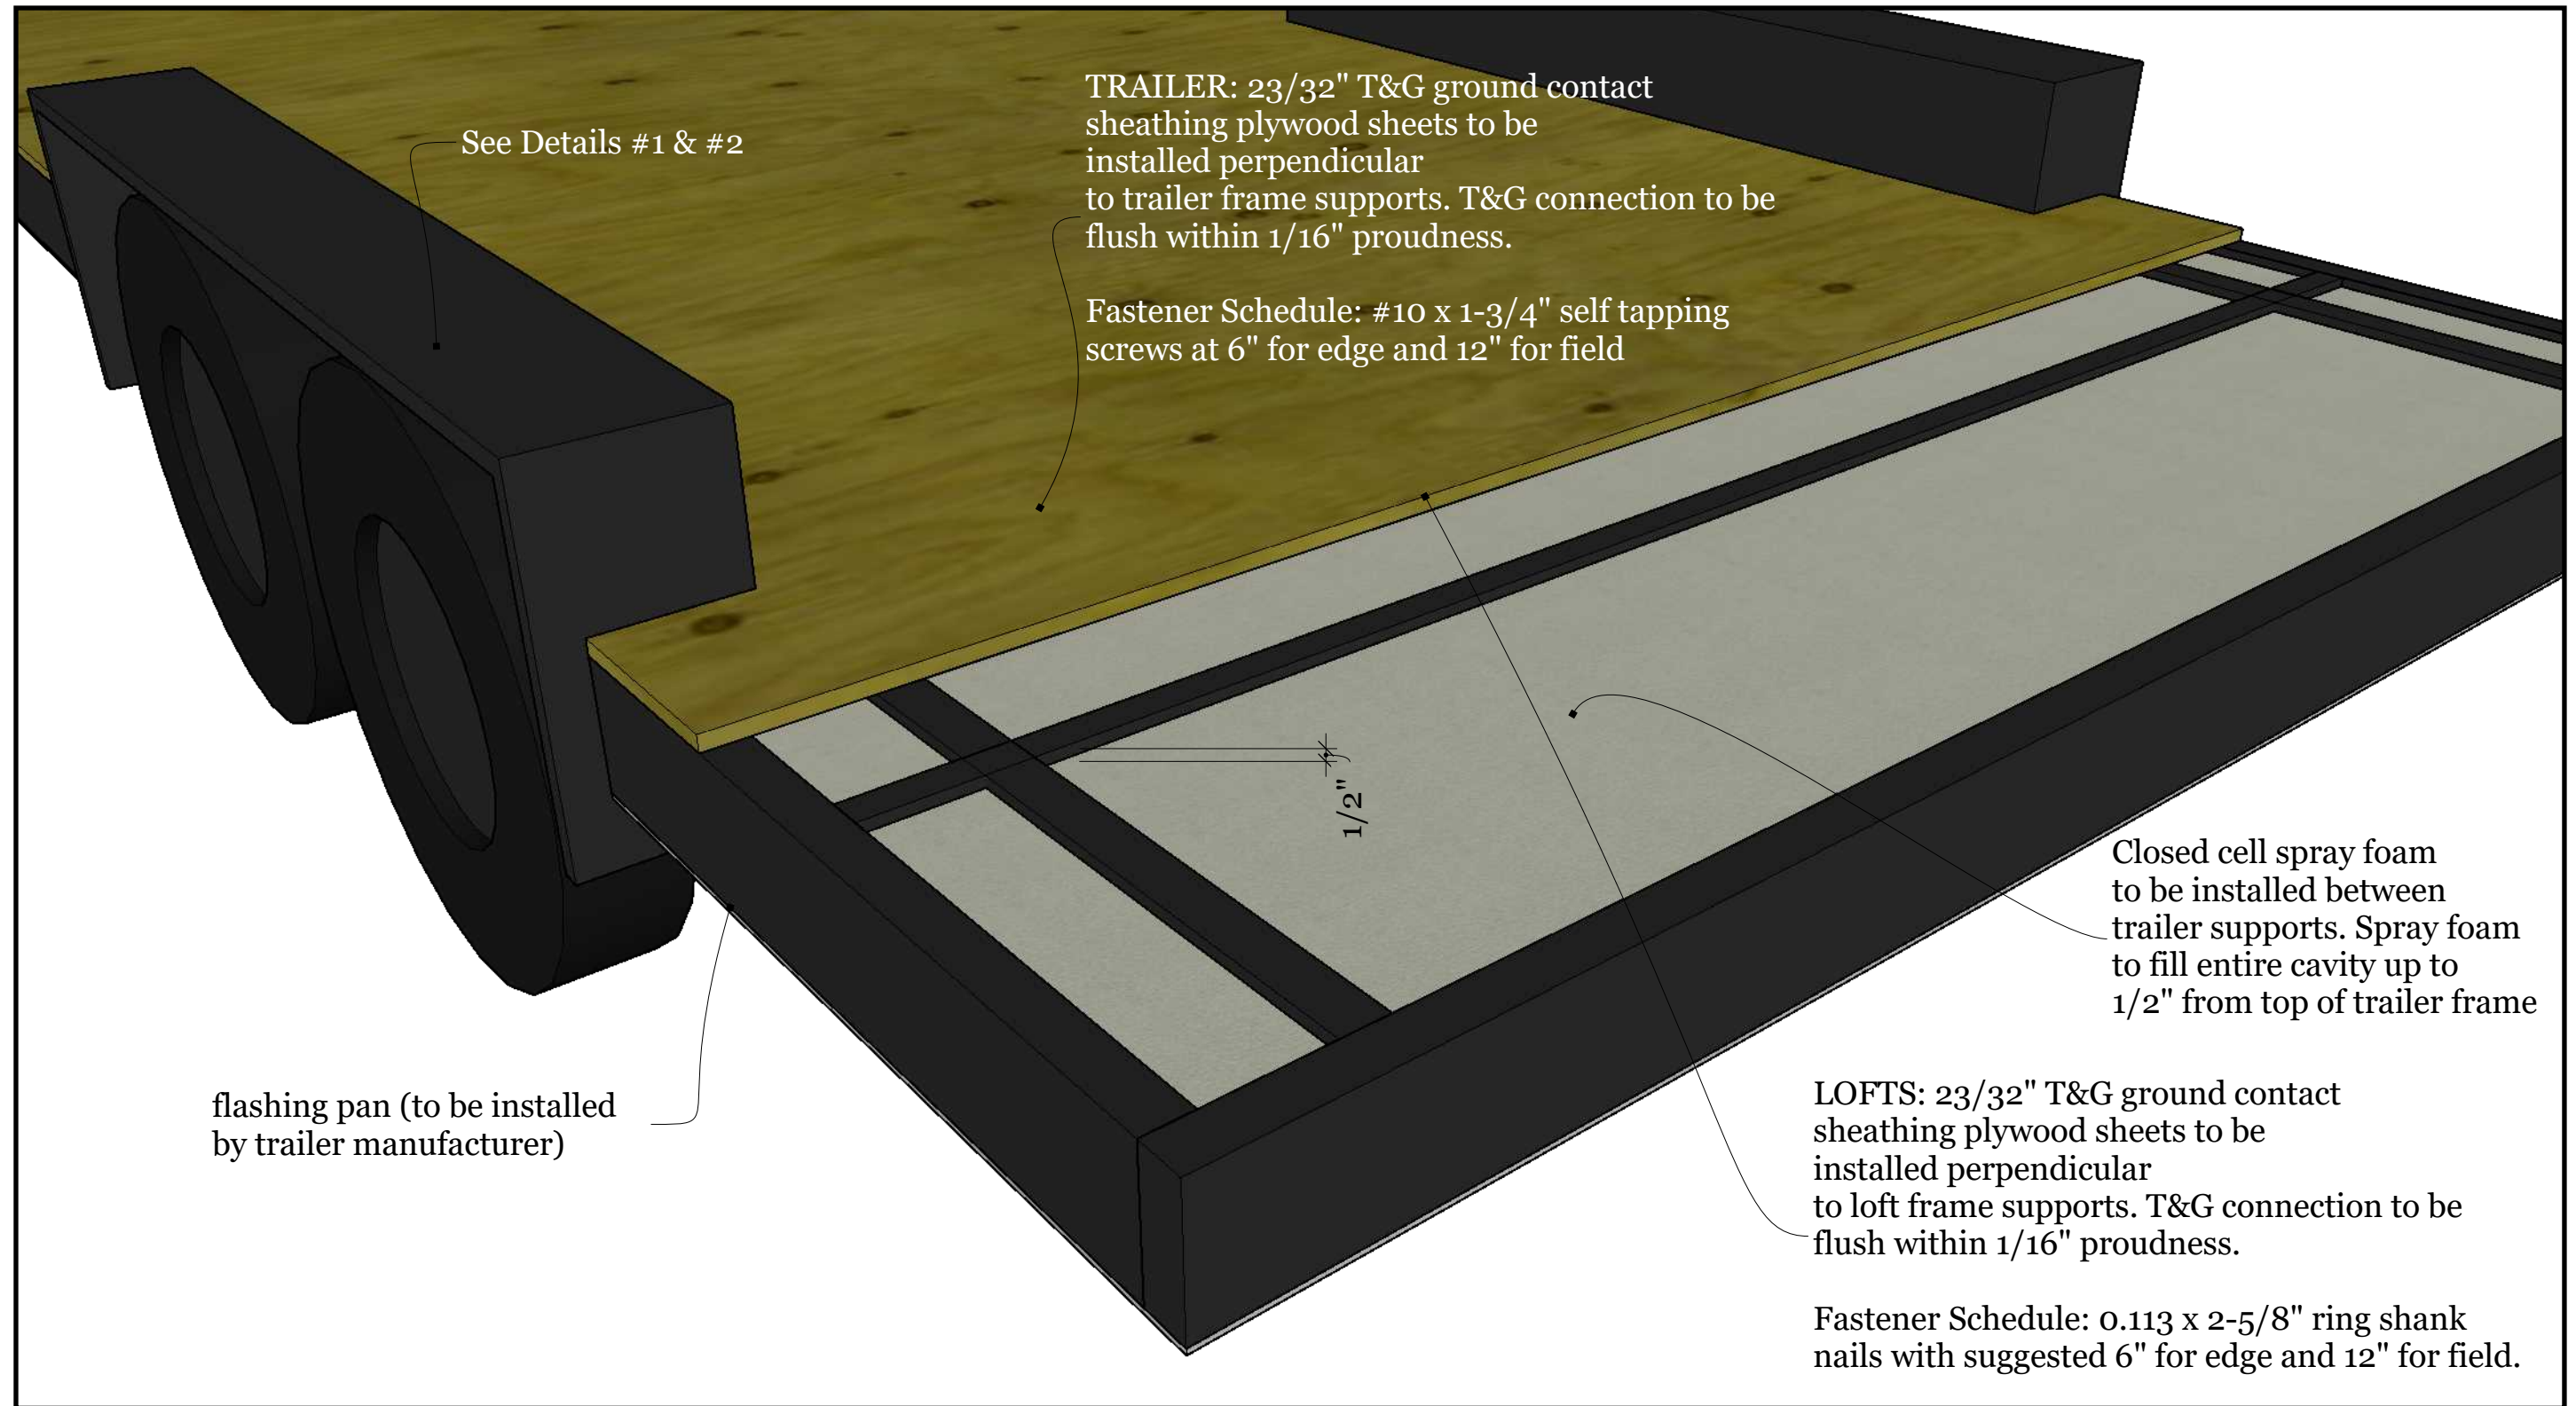 See Details #1 & #2
TRAILER: 23/32" T&G ground contact
sheathing plywood sheets to be
installed perpendicular
to trailer frame supports. T&G connection to be
flush within 1/16" proudness.
Fastener Schedule: #10 x 1-3/4" self tapping
screws at 6" for edge and 12" for field
1/2"
Closed cell spray foam
to be installed between
trailer supports. Spray foam
to fill entire cavity up to
1/2" from top of trailer frame
flashing pan (to be installed
by trailer manufacturer)
LOFTS: 23/32" T&G ground contact
sheathing plywood sheets to be
installed perpendicular
to loft frame supports. T&G connection to be
flush within 1/16" proudness.
Fastener Schedule: 0.113 x 2-5/8" ring shank
nails with suggested 6" for edge and 12" for field.